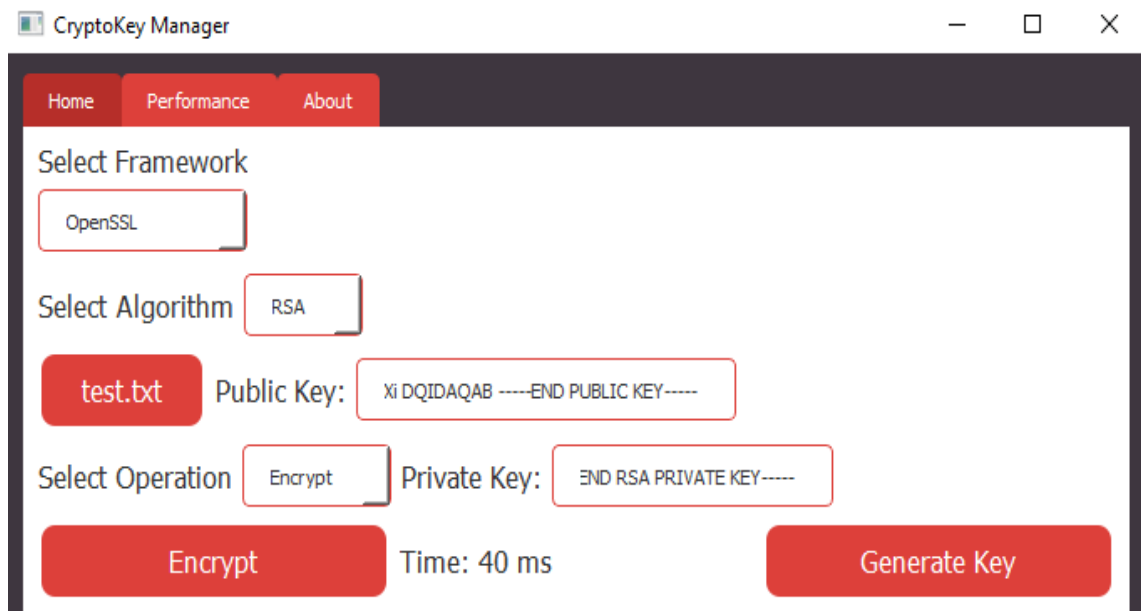 CryptoKey Manager
Home Performance About
Select Framework
OpenSSL
Select Algorithm RSA
test.txt Public Key: Xi DQIDAQAB -----END PUBLIC KEY-----
Select Operation Encrypt Private Key: END RSA PRIVATE KEY-----
Encrypt Time: 40 ms Generate Key